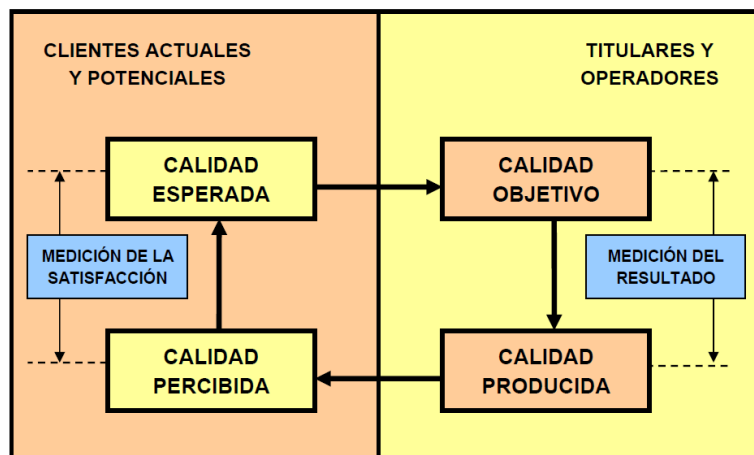 CLIENTES ACTUALES
Y POTENCIALES
TITULARES Y
OPERADORES
CALIDAD
ESPERADA
CALIDAD
OBJETIVO
MEDICIÓN DE LA
SATISFACCIÓN
MEDICIÓN DEL
RESULTADO
CALIDAD
PERCIBIDA
CALIDAD
PRODUCIDA